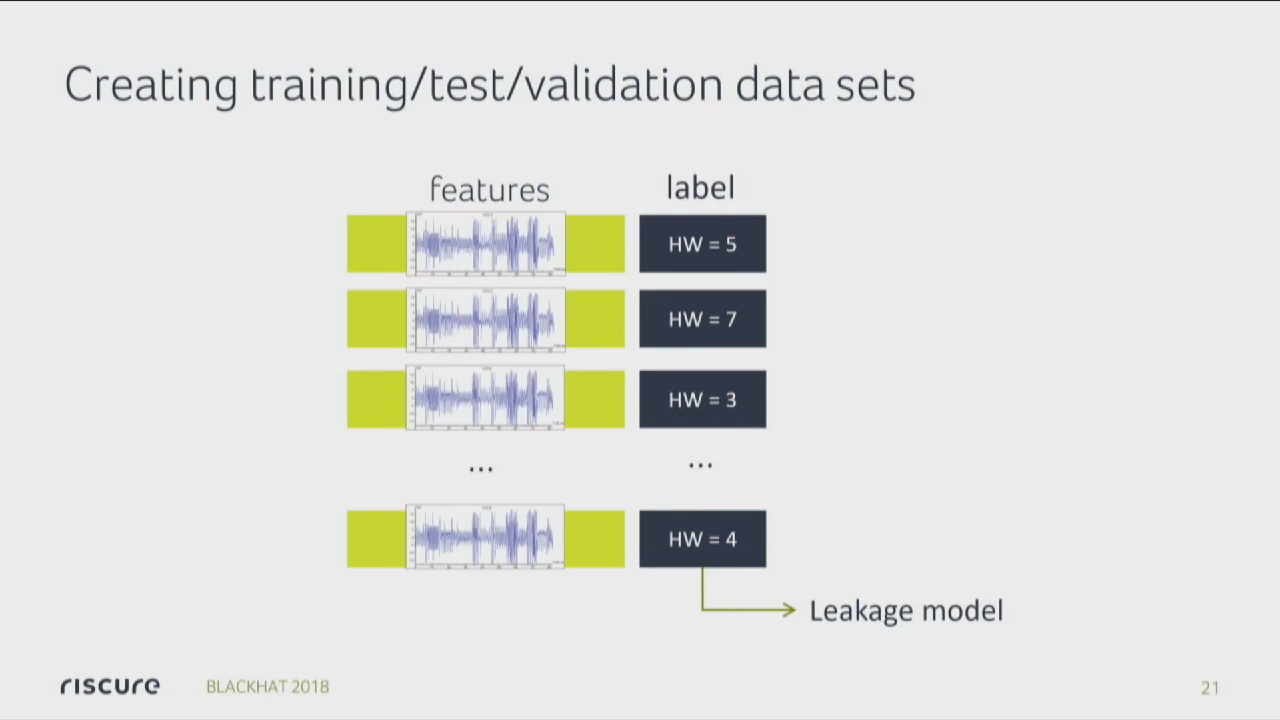 Creating training/test/validation data sets
features label
HW = 5
HW = 7
HW = 3
... ...
HW = 4
Leakage model
riscure BLACKHAT 2018 21